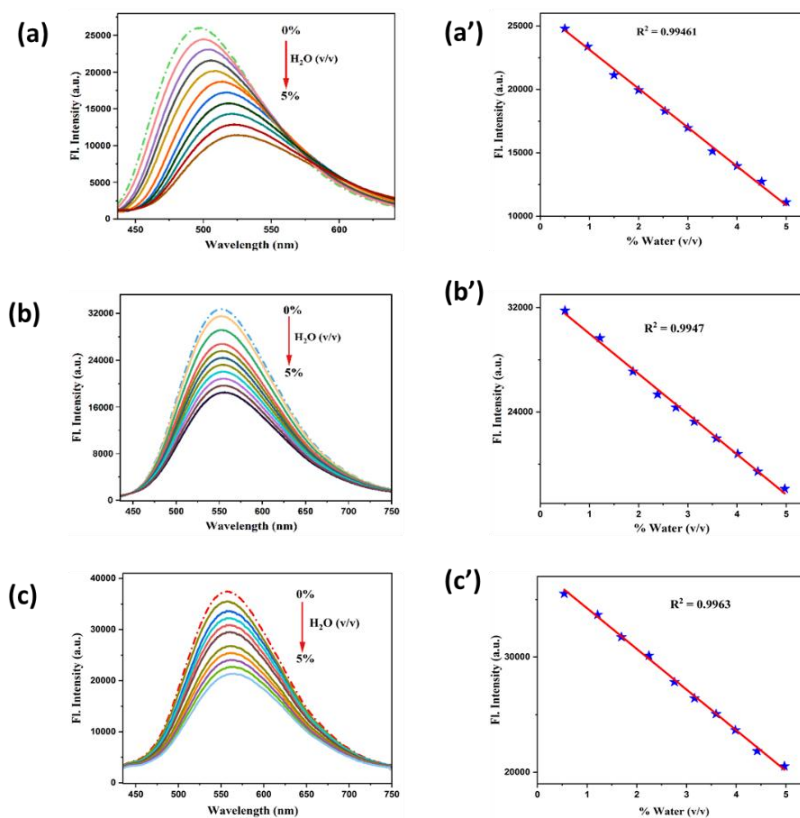 (a)
25000
20000
15000
10000
5000
0
Fl. Intensity (a.u.)
0%
H₂O (v/v)
5%
450
500
550
600
Wavelength (nm)
(a’)
25000
20000
15000
10000
Fl. Intensity (a.u.)
R² = 0.99461
0
1
2
3
4
5
% Water (v/v)
(b)
32000
24000
16000
8000
0
Fl. Intensity (a.u.)
0%
H₂O (v/v)
5%
450
500
550
600
650
700
750
Wavelength (nm)
(b’)
32000
24000
Fl. Intensity (a.u.)
R² = 0.9947
0
1
2
3
4
5
% Water (v/v)
(c)
40000
30000
20000
10000
0
Fl. Intensity (a.u.)
0%
H₂O (v/v)
5%
450
500
550
600
650
700
750
Wavelength (nm)
(c’)
30000
20000
Fl. Intensity (a.u.)
R² = 0.9963
0
1
2
3
4
5
% Water (v/v)